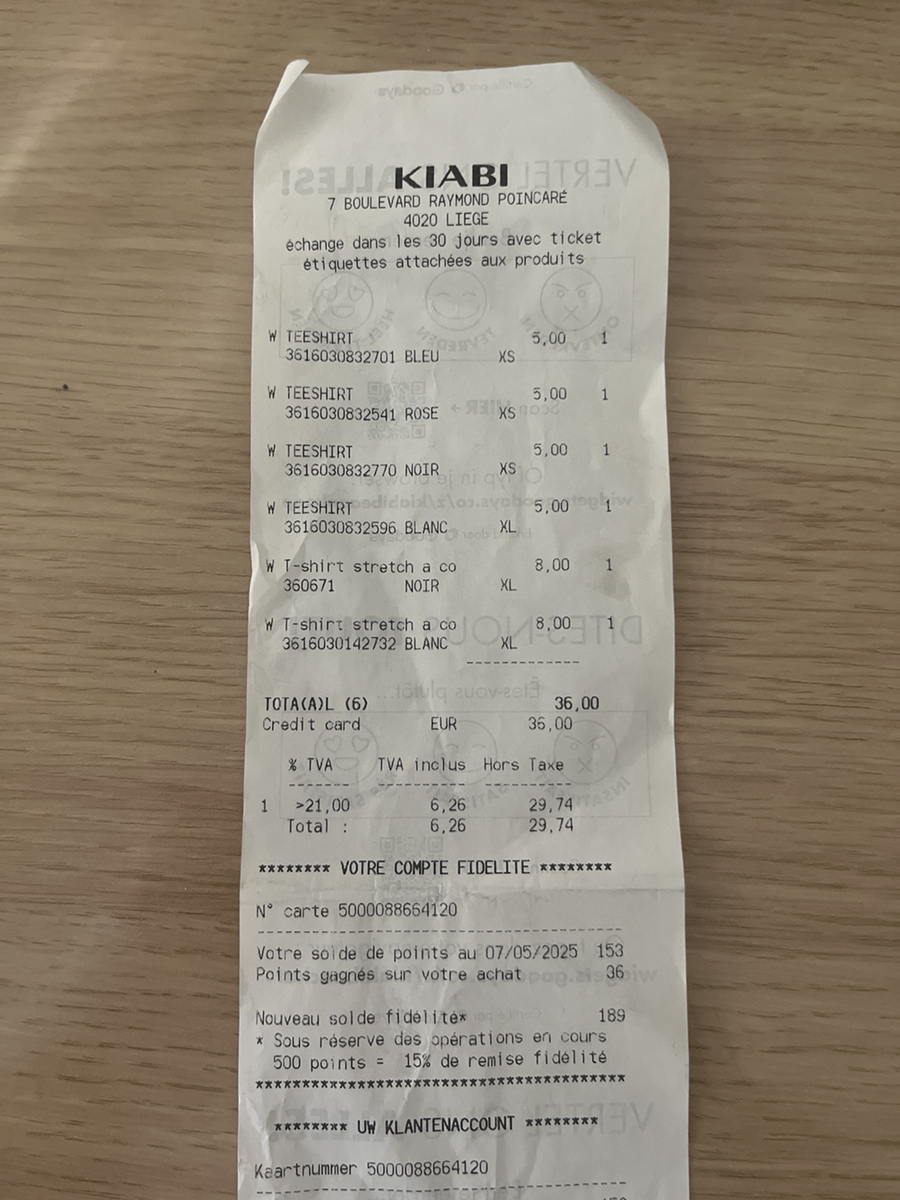 KIABI
7 BOULEVARD RAYMOND POINCARÉ
4020 LIEGE
échange dans les 30 jours avec ticket
étiquettes attachées aux produits
W TEESHIRT 5,00 1
3616030832701 BLEU XS
W TEESHIRT 5,00 1
3616030832541 ROSE XS
W TEESHIRT 5,00 1
3616030832770 NOIR XS
W TEESHIRT 5,00 1
3616030832596 BLANC XL
W T-shirt stretch a co 8,00 1
360671 NOIR XL
W T-shirt stretch a co 8,00 1
3616030142732 BLANC XL
------------
TOTA(A)L (6) 36,00
Credit card EUR 36,00
% TVA TVA inclus Hors Taxe
------- ---------- ---------
1 >21,00 6,26 29,74
Total : 6,26 29,74
******** VOTRE COMPTE FIDELITE ********
N° carte 5000088664120
Votre solde de points au 07/05/2025 153
Points gagnés sur votre achat 36
Nouveau solde fidélité* 189
* Sous réserve des opérations en cours
500 points = 15% de remise fidélité
******************************************
******** UW KLANTENACCOUNT ********
Kaartnummer 5000088664120